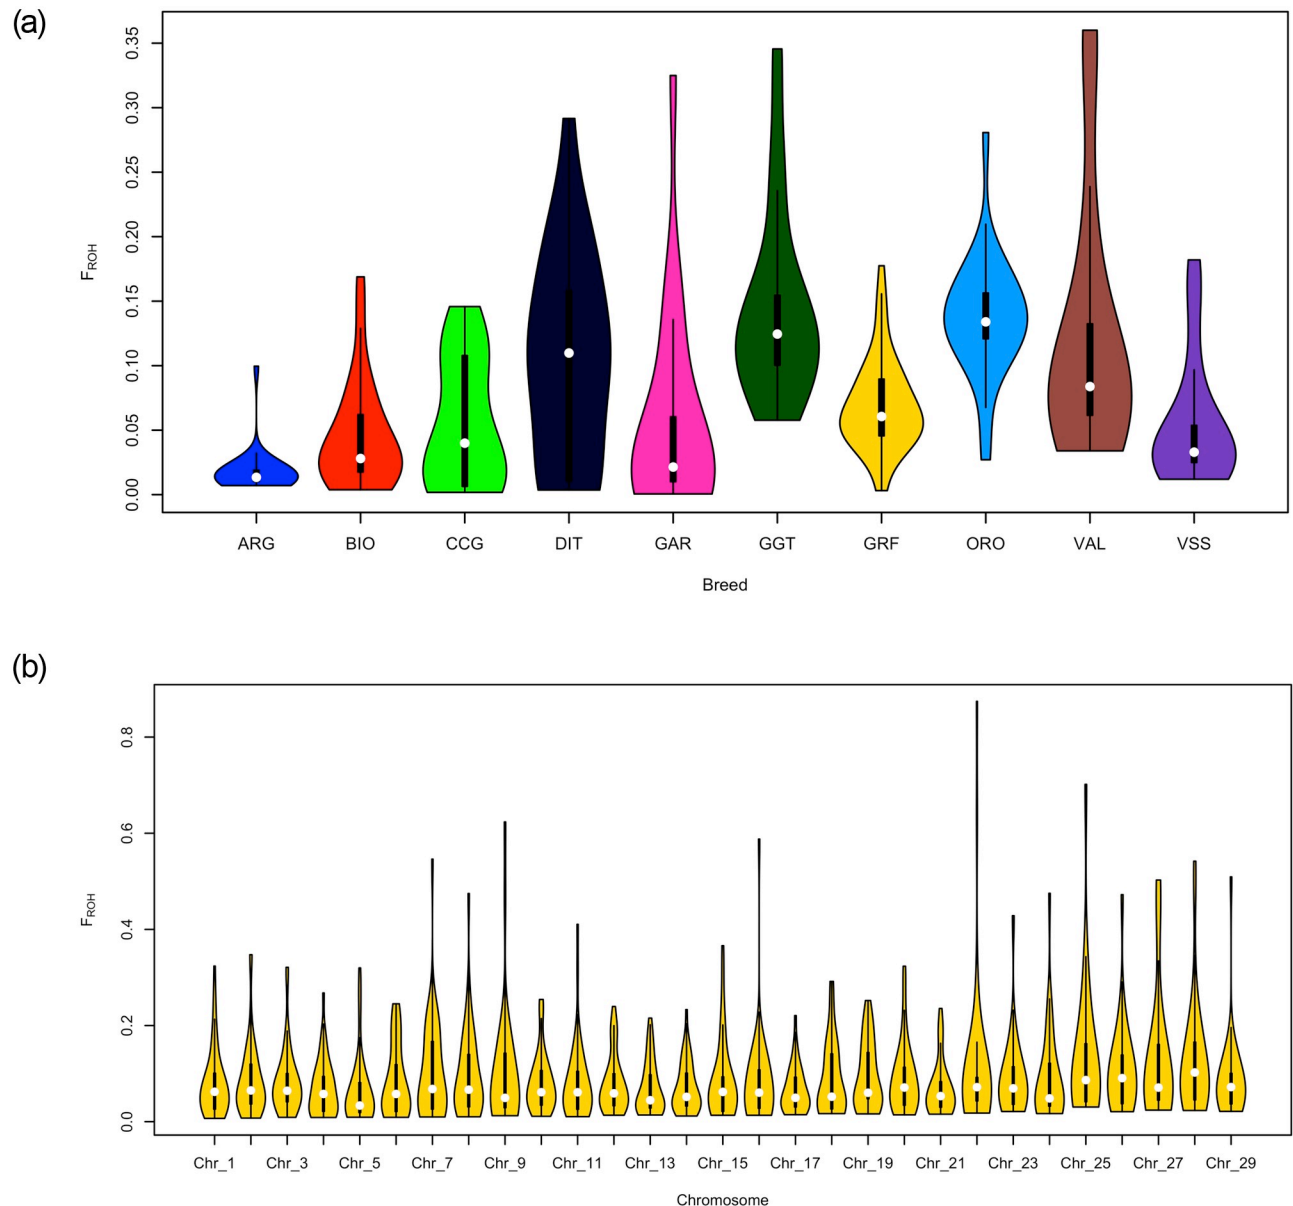 (a)
0.35
0.30
0.25
0.20
0.15
0.10
0.05
0.00
FROH
ARG BIO CCG DIT GAR GGT GRF ORO VAL VSS
Breed
(b)
0.8
0.6
0.4
0.2
0.0
FROH
Chr_1 Chr_3 Chr_5 Chr_7 Chr_9 Chr_11 Chr_13 Chr_15 Chr_17 Chr_19 Chr_21 Chr_23 Chr_25 Chr_27 Chr_29
Chromosome